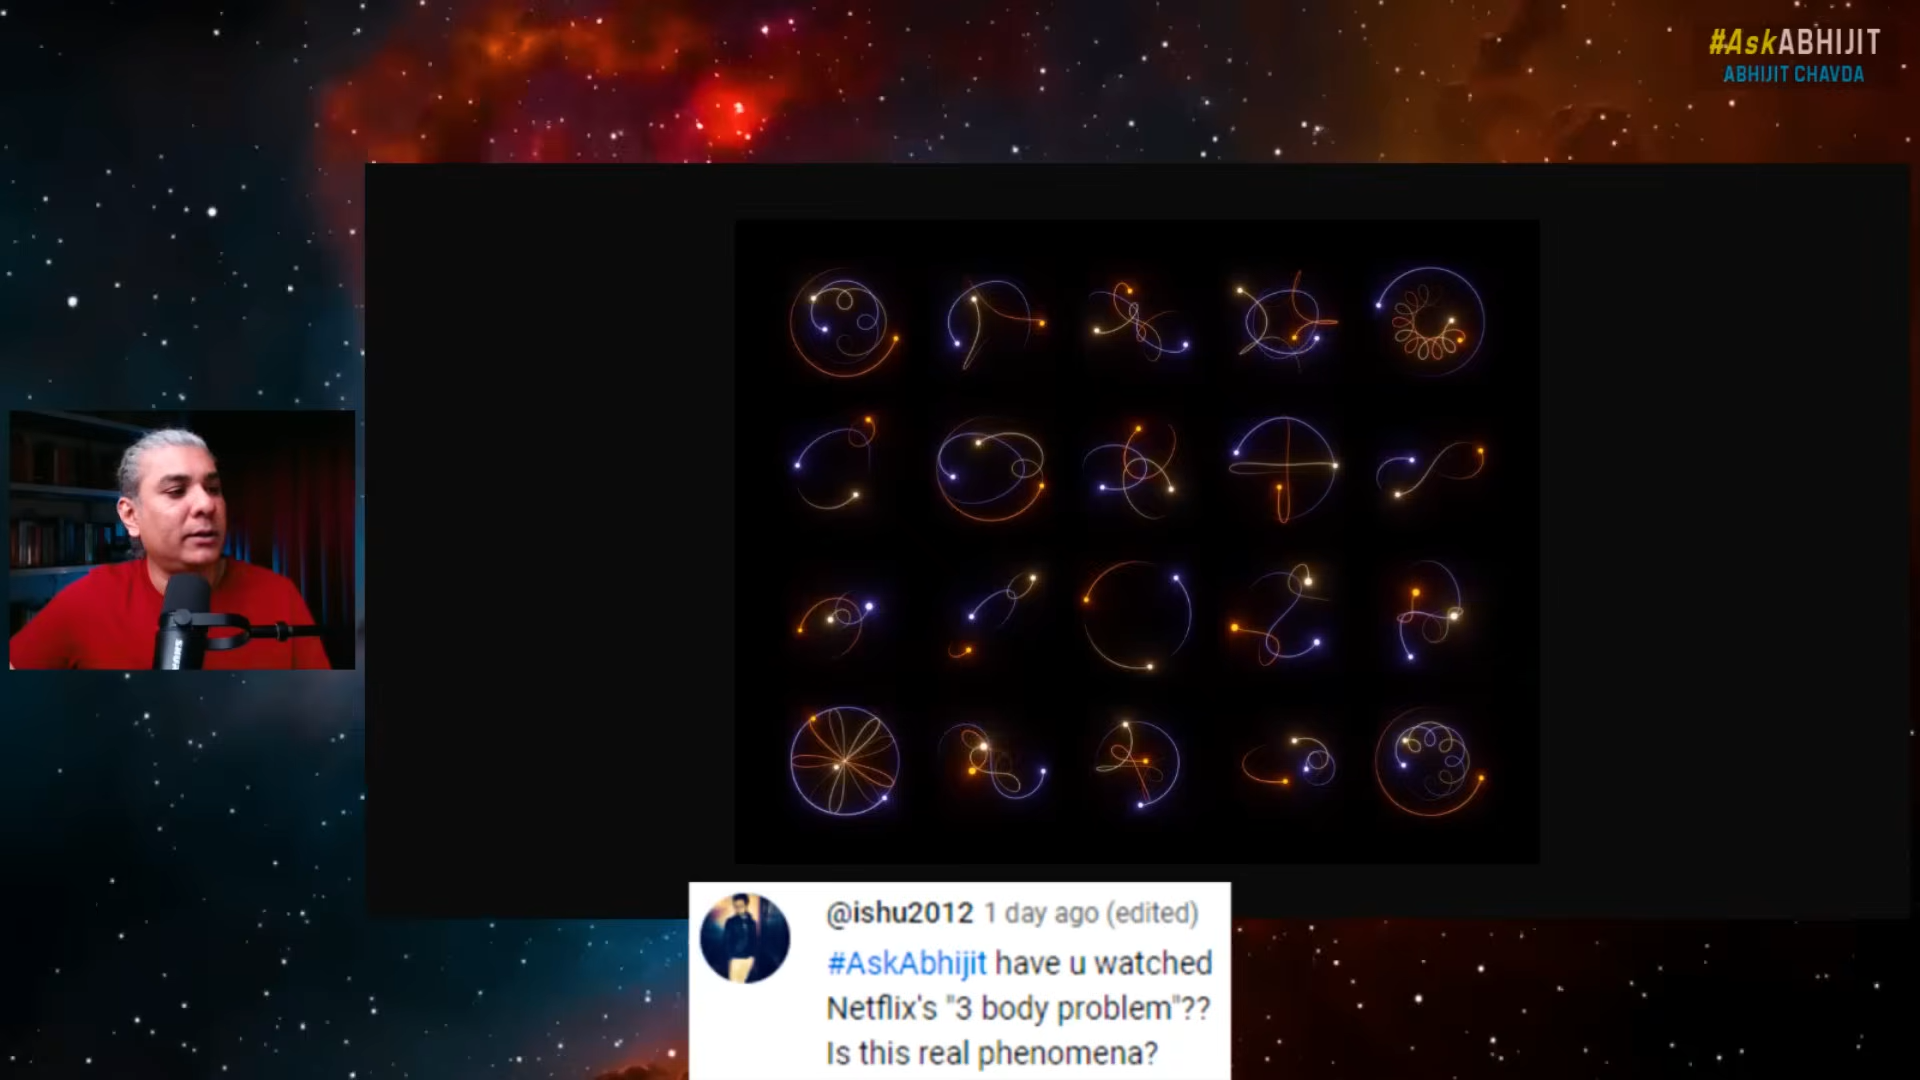 #AskABHIJIT
ABHIJIT CHAVDA
@ishu2012 1 day ago (edited)
#AskAbhijit have u watched
Netflix's "3 body problem"??
Is this real phenomena?